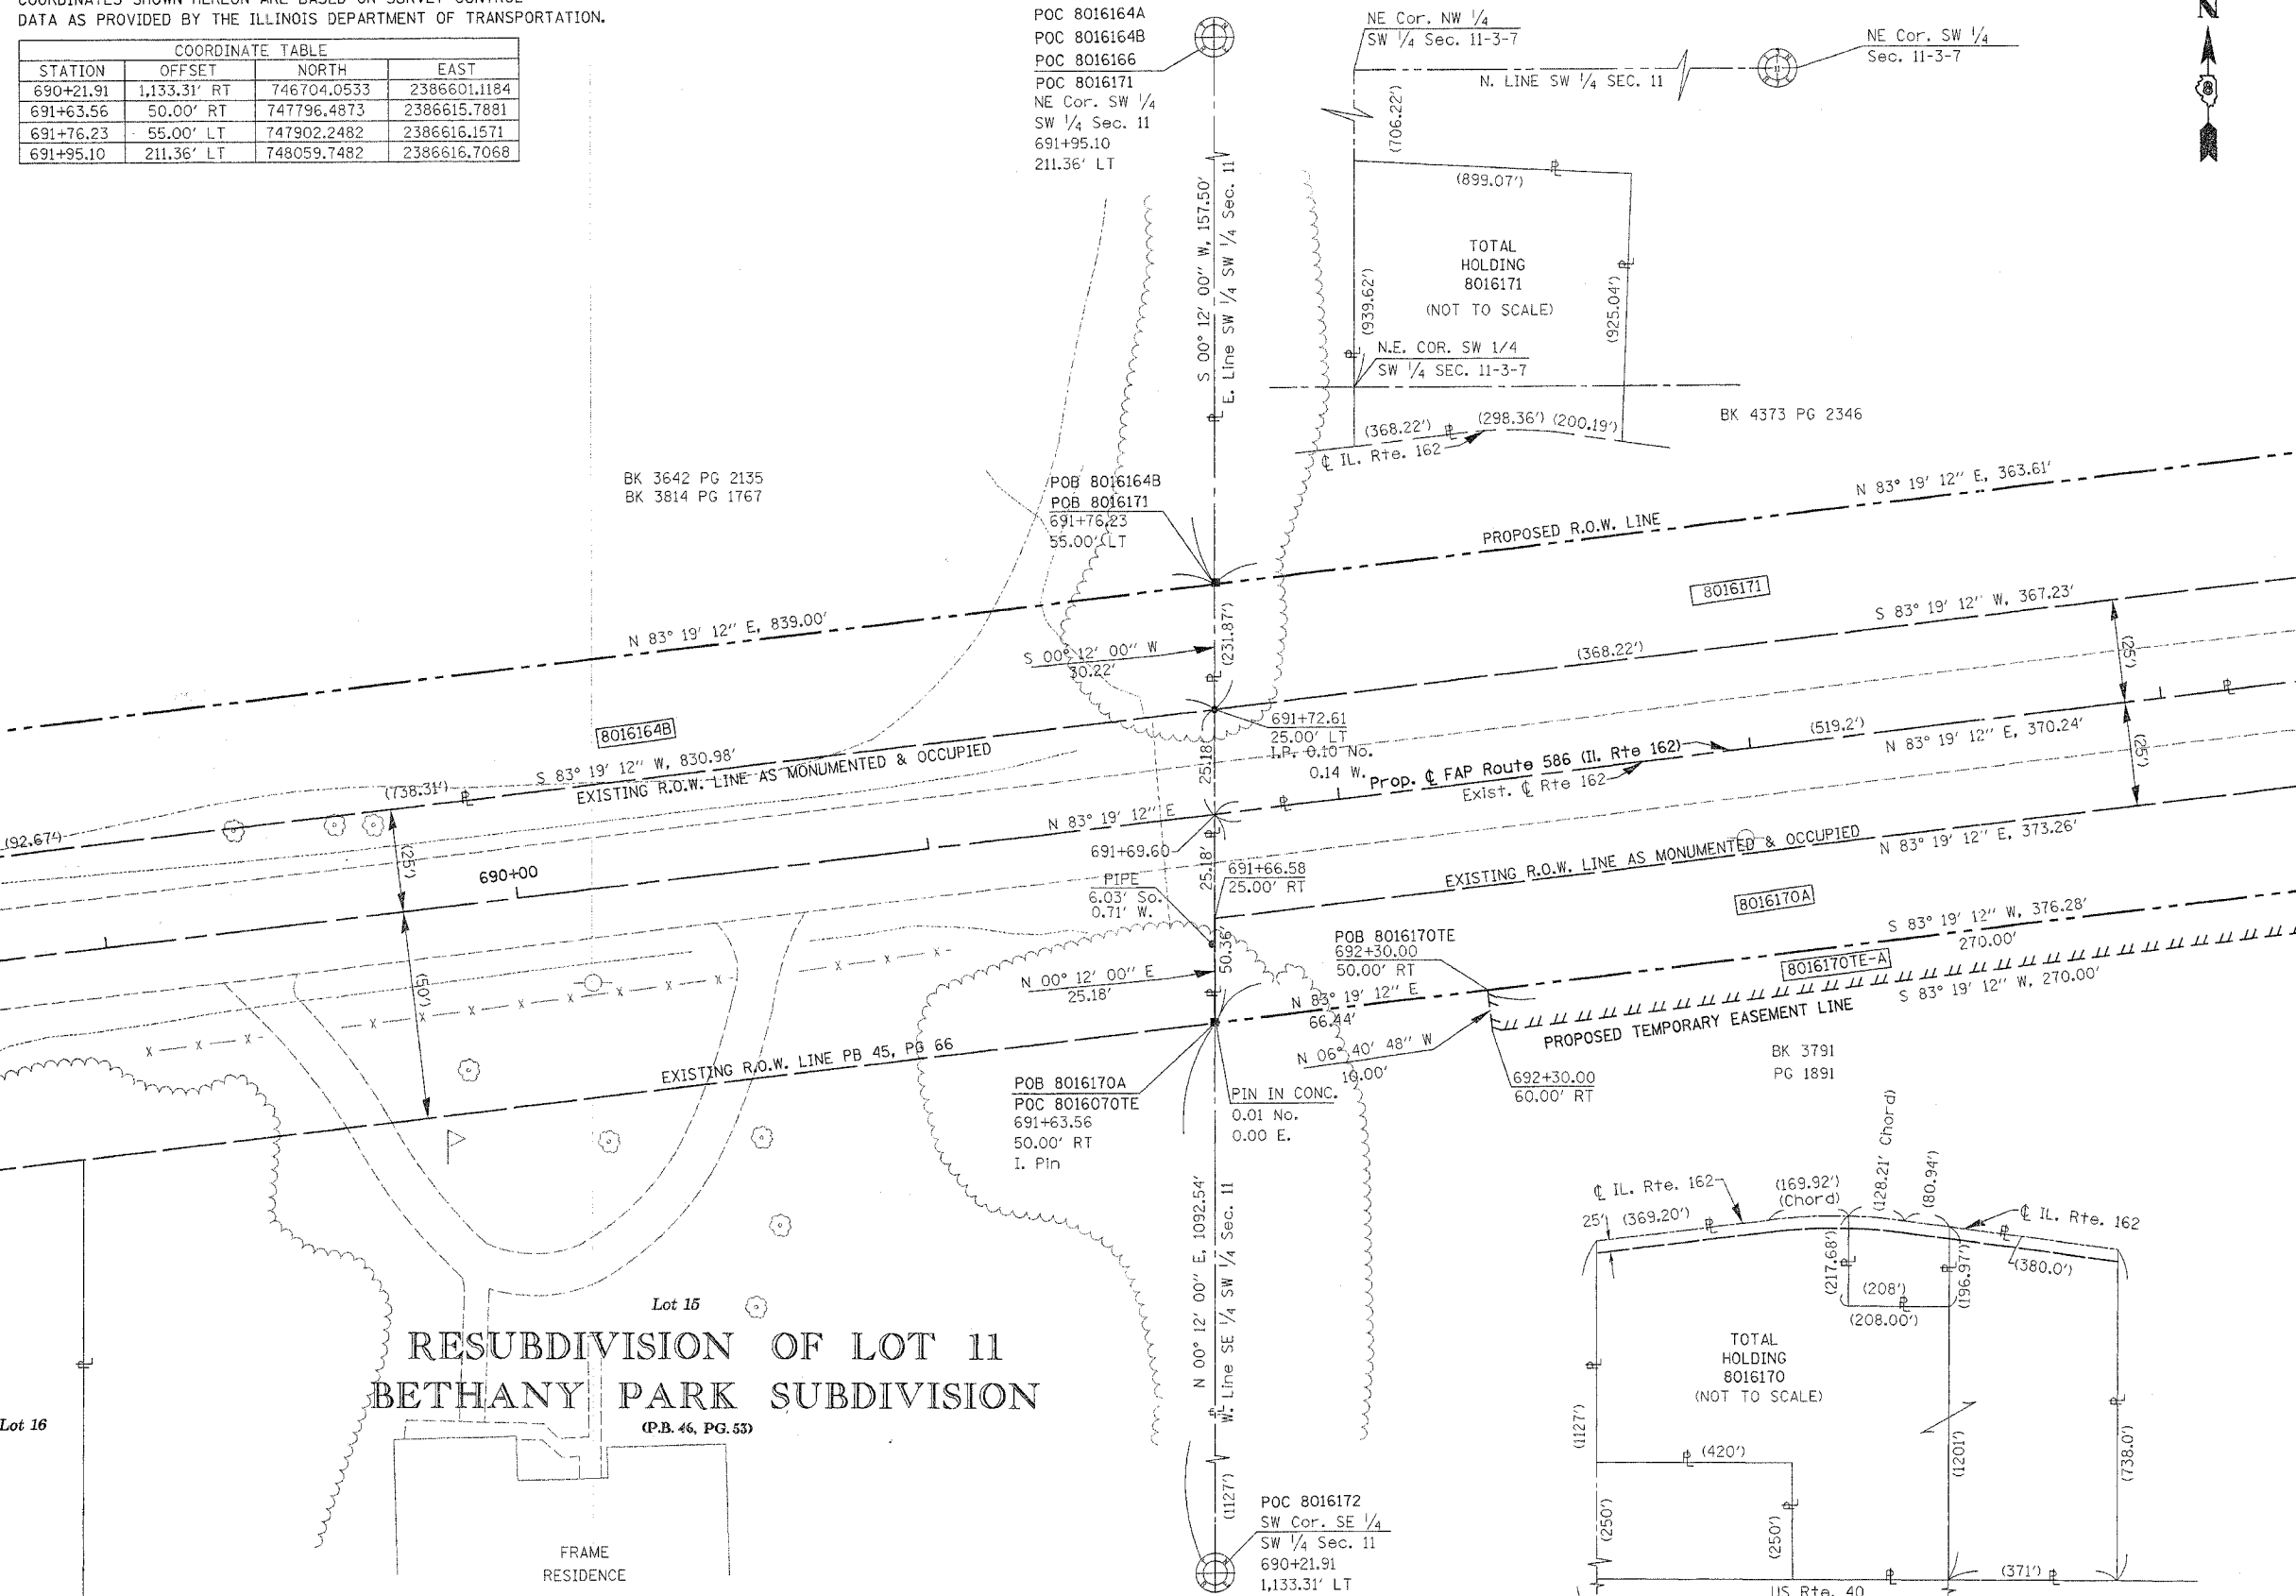 DATA AS PROVIDED BY THE ILLINOIS DEPARTMENT OF TRANSPORTATION.
COORDINATE TABLE
STATION OFFSET NORTH EAST
690+21.91 1,133.31' RT 746704.0533 2386601.1184
691+63.56 50.00' RT 747796.4873 2386615.7881
691+76.23 55.00' LT 747902.2482 2386616.1571
691+95.10 211.36' LT 748059.7482 2386616.7068
POC 8016164A
POC 8016164B
POC 8016166
POC 8016171
NE Cor. SW 1/4
SW 1/4 Sec. 11
691+95.10
211.36' LT
S 00° 12' 00" W, 157.50'
E. Line SW 1/4 SW 1/4 Sec. 11
NE Cor. NW 1/4
SW 1/4 Sec. 11-3-7
N. LINE SW 1/4 SEC. 11
11
NE Cor. SW 1/4
Sec. 11-3-7
N
8
(706.22')
(899.07')
TOTAL
HOLDING
8016171
(NOT TO SCALE)
(939.62')
(925.04')
N.E. COR. SW 1/4
SW 1/4 SEC. 11-3-7
(368.22') ℙ (298.36') (200.19')
℄ IL. Rte. 162
BK 4373 PG 2346
BK 3642 PG 2135
BK 3814 PG 1767
POB 8016164B
POB 8016171
691+76.23
55.00' LT
N 83° 19' 12" E, 363.61'
PROPOSED R.O.W. LINE
8016171
S 83° 19' 12" W, 367.23'
(368.22')
(25')
N 83° 19' 12" E, 839.00'
S 00° 12' 00" W
30.22'
(231.87')
8016164B
S 83° 19' 12" W, 830.98'
EXISTING R.O.W. LINE AS MONUMENTED & OCCUPIED
(738.31')
(92.67')
(25')
691+72.61
25.00' LT
I.P. 0.10 No.
0.14 W.
25.18'
N 83° 19' 12" E
691+69.60
Prop. ℄ FAP Route 586 (Il. Rte 162)
Exist. ℄ Rte 162
(519.2')
N 83° 19' 12" E, 370.24'
(25')
690+00
PIPE
6.03' So.
0.71' W.
25.18'
691+66.58
25.00' RT
EXISTING R.O.W. LINE AS MONUMENTED & OCCUPIED
N 83° 19' 12" E, 373.26'
8016170A
S 83° 19' 12" W, 376.28'
270.00'
8016170TE-A
S 83° 19' 12" W, 270.00'
PROPOSED TEMPORARY EASEMENT LINE
POB 8016170TE
692+30.00
50.00' RT
50.36'
N 00° 12' 00" E
25.18'
N 83° 19' 12" E
66.44'
N 06° 40' 48" W
10.00'
692+30.00
60.00' RT
BK 3791
PG 1891
(50')
EXISTING R.O.W. LINE PB 45, PG 66
POB 8016170A
POC 8016070TE
691+63.56
50.00' RT
I. Pin
PIN IN CONC.
0.01 No.
0.00 E.
N 00° 12' 00" E, 1092.54'
W. Line SE 1/4 SW 1/4 Sec. 11
(1127')
POC 8016172
SW Cor. SE 1/4
SW 1/4 Sec. 11
690+21.91
1,133.31' LT
Lot 15
RESUBDIVISION OF LOT 11
BETHANY PARK SUBDIVISION
(P.B. 46, PG. 53)
Lot 16
FRAME
RESIDENCE
℄ IL. Rte. 162
(169.92')
(Chord)
(128.21' Chord)
(80.94')
℄ IL. Rte. 162
25' (369.20')
(217.68')
(208')
(208.00')
(196.97')
(380.0')
TOTAL
HOLDING
8016170
(NOT TO SCALE)
(1127')
(420')
(250')
(250')
(1201')
(738.0')
(371')
US Rte. 40